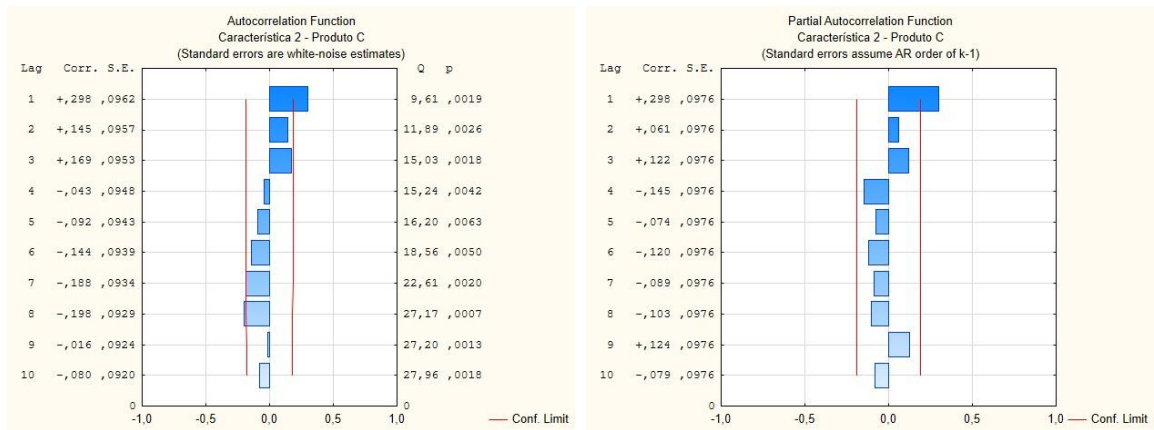 Autocorrelation Function
Característica 2 - Produto C
(Standard errors are white-noise estimates)
Lag Corr. S.E. Q p
1 +,298 ,0962 9,61 ,0019
2 +,145 ,0957 11,89 ,0026
3 +,169 ,0953 15,03 ,0018
4 -,043 ,0948 15,24 ,0042
5 -,092 ,0943 16,20 ,0063
6 -,144 ,0939 18,56 ,0050
7 -,188 ,0934 22,61 ,0020
8 -,198 ,0929 27,17 ,0007
9 -,016 ,0924 27,20 ,0013
10 -,080 ,0920 27,96 ,0018
0 0
-1,0 -0,5 0,0 0,5 1,0
Conf. Limit
Partial Autocorrelation Function
Característica 2 - Produto C
(Standard errors assume AR order of k-1)
Lag Corr. S.E.
1 +,298 ,0976
2 +,061 ,0976
3 +,122 ,0976
4 -,145 ,0976
5 -,074 ,0976
6 -,120 ,0976
7 -,089 ,0976
8 -,103 ,0976
9 +,124 ,0976
10 -,079 ,0976
0 0
-1,0 -0,5 0,0 0,5 1,0
Conf. Limit